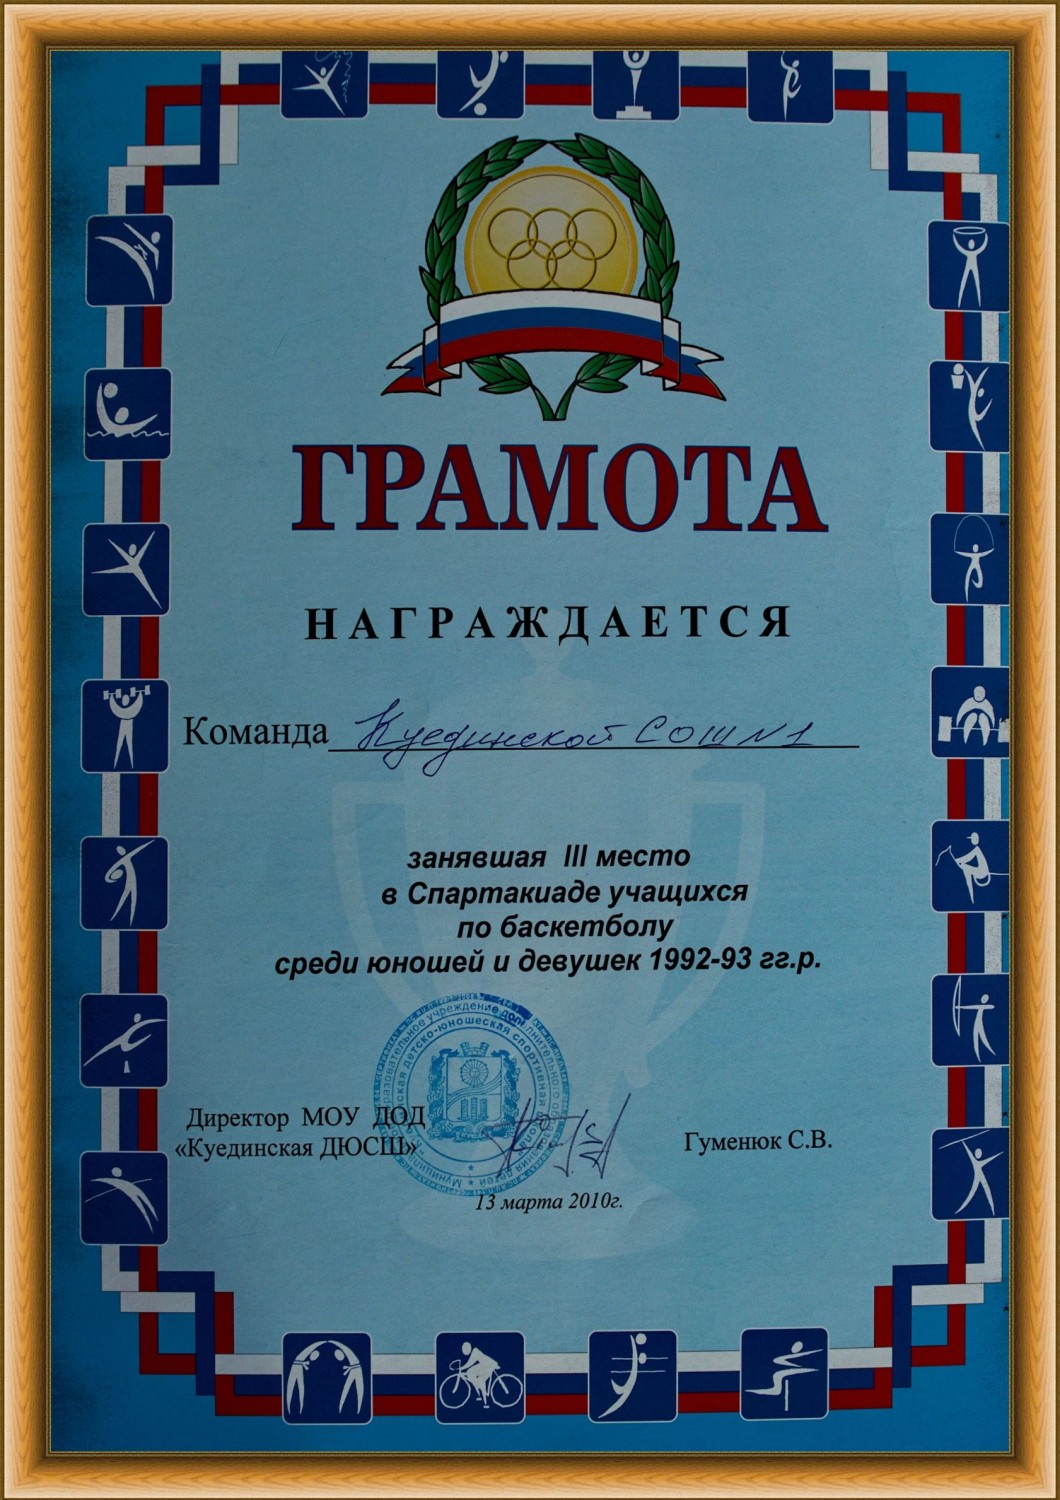 ГРАМОТА
НАГРАЖДАЕТСЯ
Команда Куединской СОШ N1
занявшая III место
в Спартакиаде учащихся
по баскетболу
среди юношей и девушек 1992-93 гг.р.
Директор МОУ ДОД
«Куединская ДЮСШ»
Гуменюк С.В.
13 марта 2010г.